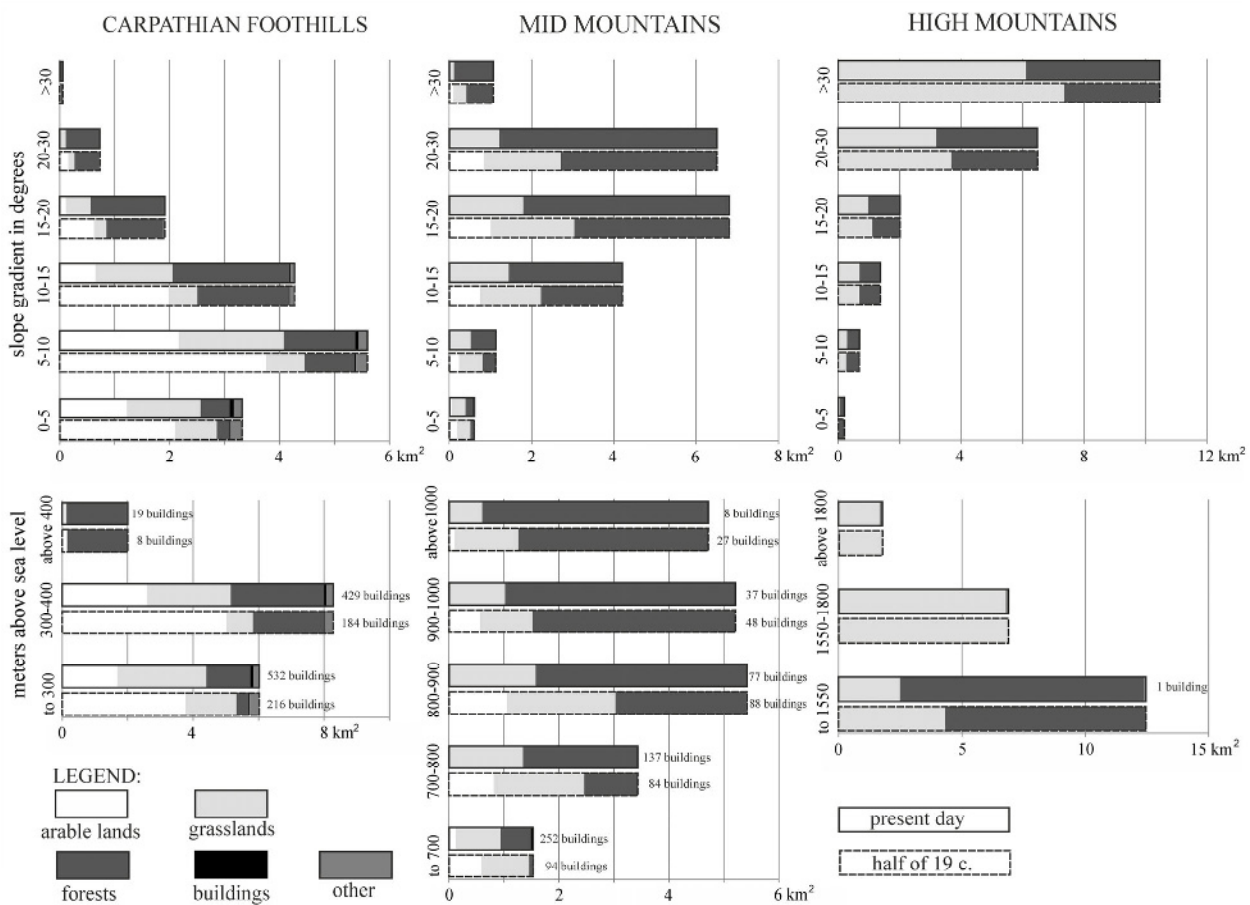 CARPATHIAN FOOTHILLS
MID MOUNTAINS
HIGH MOUNTAINS
slope gradient in degrees
>30
20-30
15-20
10-15
5-10
0-5
0 2 4 6 km²
>30
20-30
15-20
10-15
5-10
0-5
0 2 4 6 8 km²
>30
20-30
15-20
10-15
5-10
0-5
0 4 8 12 km²
meters above sea level
above 400
19 buildings
8 buildings
300-400
429 buildings
184 buildings
to 300
532 buildings
216 buildings
0 4 8 km²
above1000
8 buildings
27 buildings
900-1000
37 buildings
48 buildings
800-900
77 buildings
88 buildings
700-800
137 buildings
84 buildings
to 700
252 buildings
94 buildings
0 2 4 6 km²
above 1800
1550-1800
to 1550
1 building
0 5 10 15 km²
LEGEND:
arable lands
grasslands
forests
buildings
other
present day
half of 19 c.